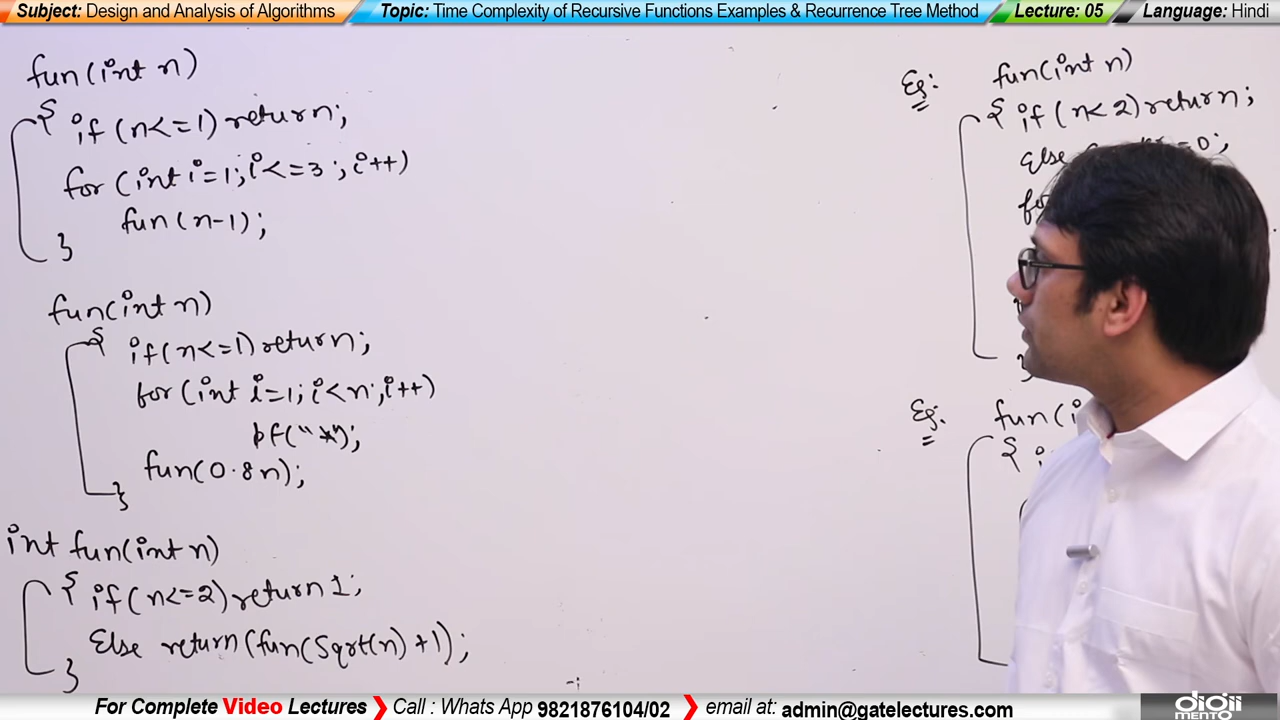 Subject: Design and Analysis of Algorithms
Topic: Time Complexity of Recursive Functions Examples & Recurrence Tree Method
Lecture: 05
Language: Hindi
fun(int n)
{ if(n<=1) return n;
for (int i=1; i<=3; i++)
fun(n-1);
}
fun(int n)
{ if(n<=1) return n;
for (int i=1; i<n; i++)
pf("*");
fun(0.8n);
}
int fun(int n)
{ if(n<=2) return 1;
Else return (fun(Sqrt(n)+1);
}
Eg: fun(int n)
{ if(n<2) return n;
Else =0;
}
Eg: fun(i
{
For Complete Video Lectures
Call : Whats App 9821876104/02
email at: admin@gatelectures.com
digii
MENTO